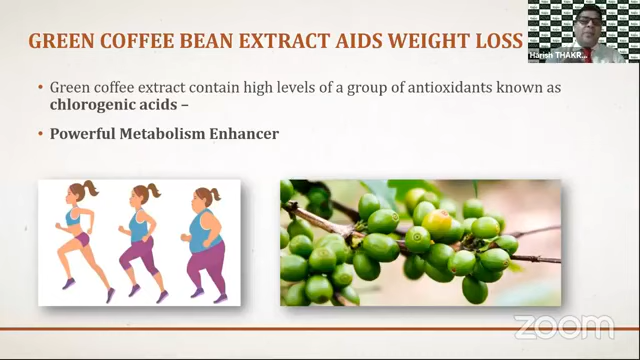 GREEN COFFEE BEAN EXTRACT AIDS WEIGHT LOSS
Harish THAKR...
• Green coffee extract contain high levels of a group of antioxidants known as
chlorogenic acids –
• Powerful Metabolism Enhancer
zoom